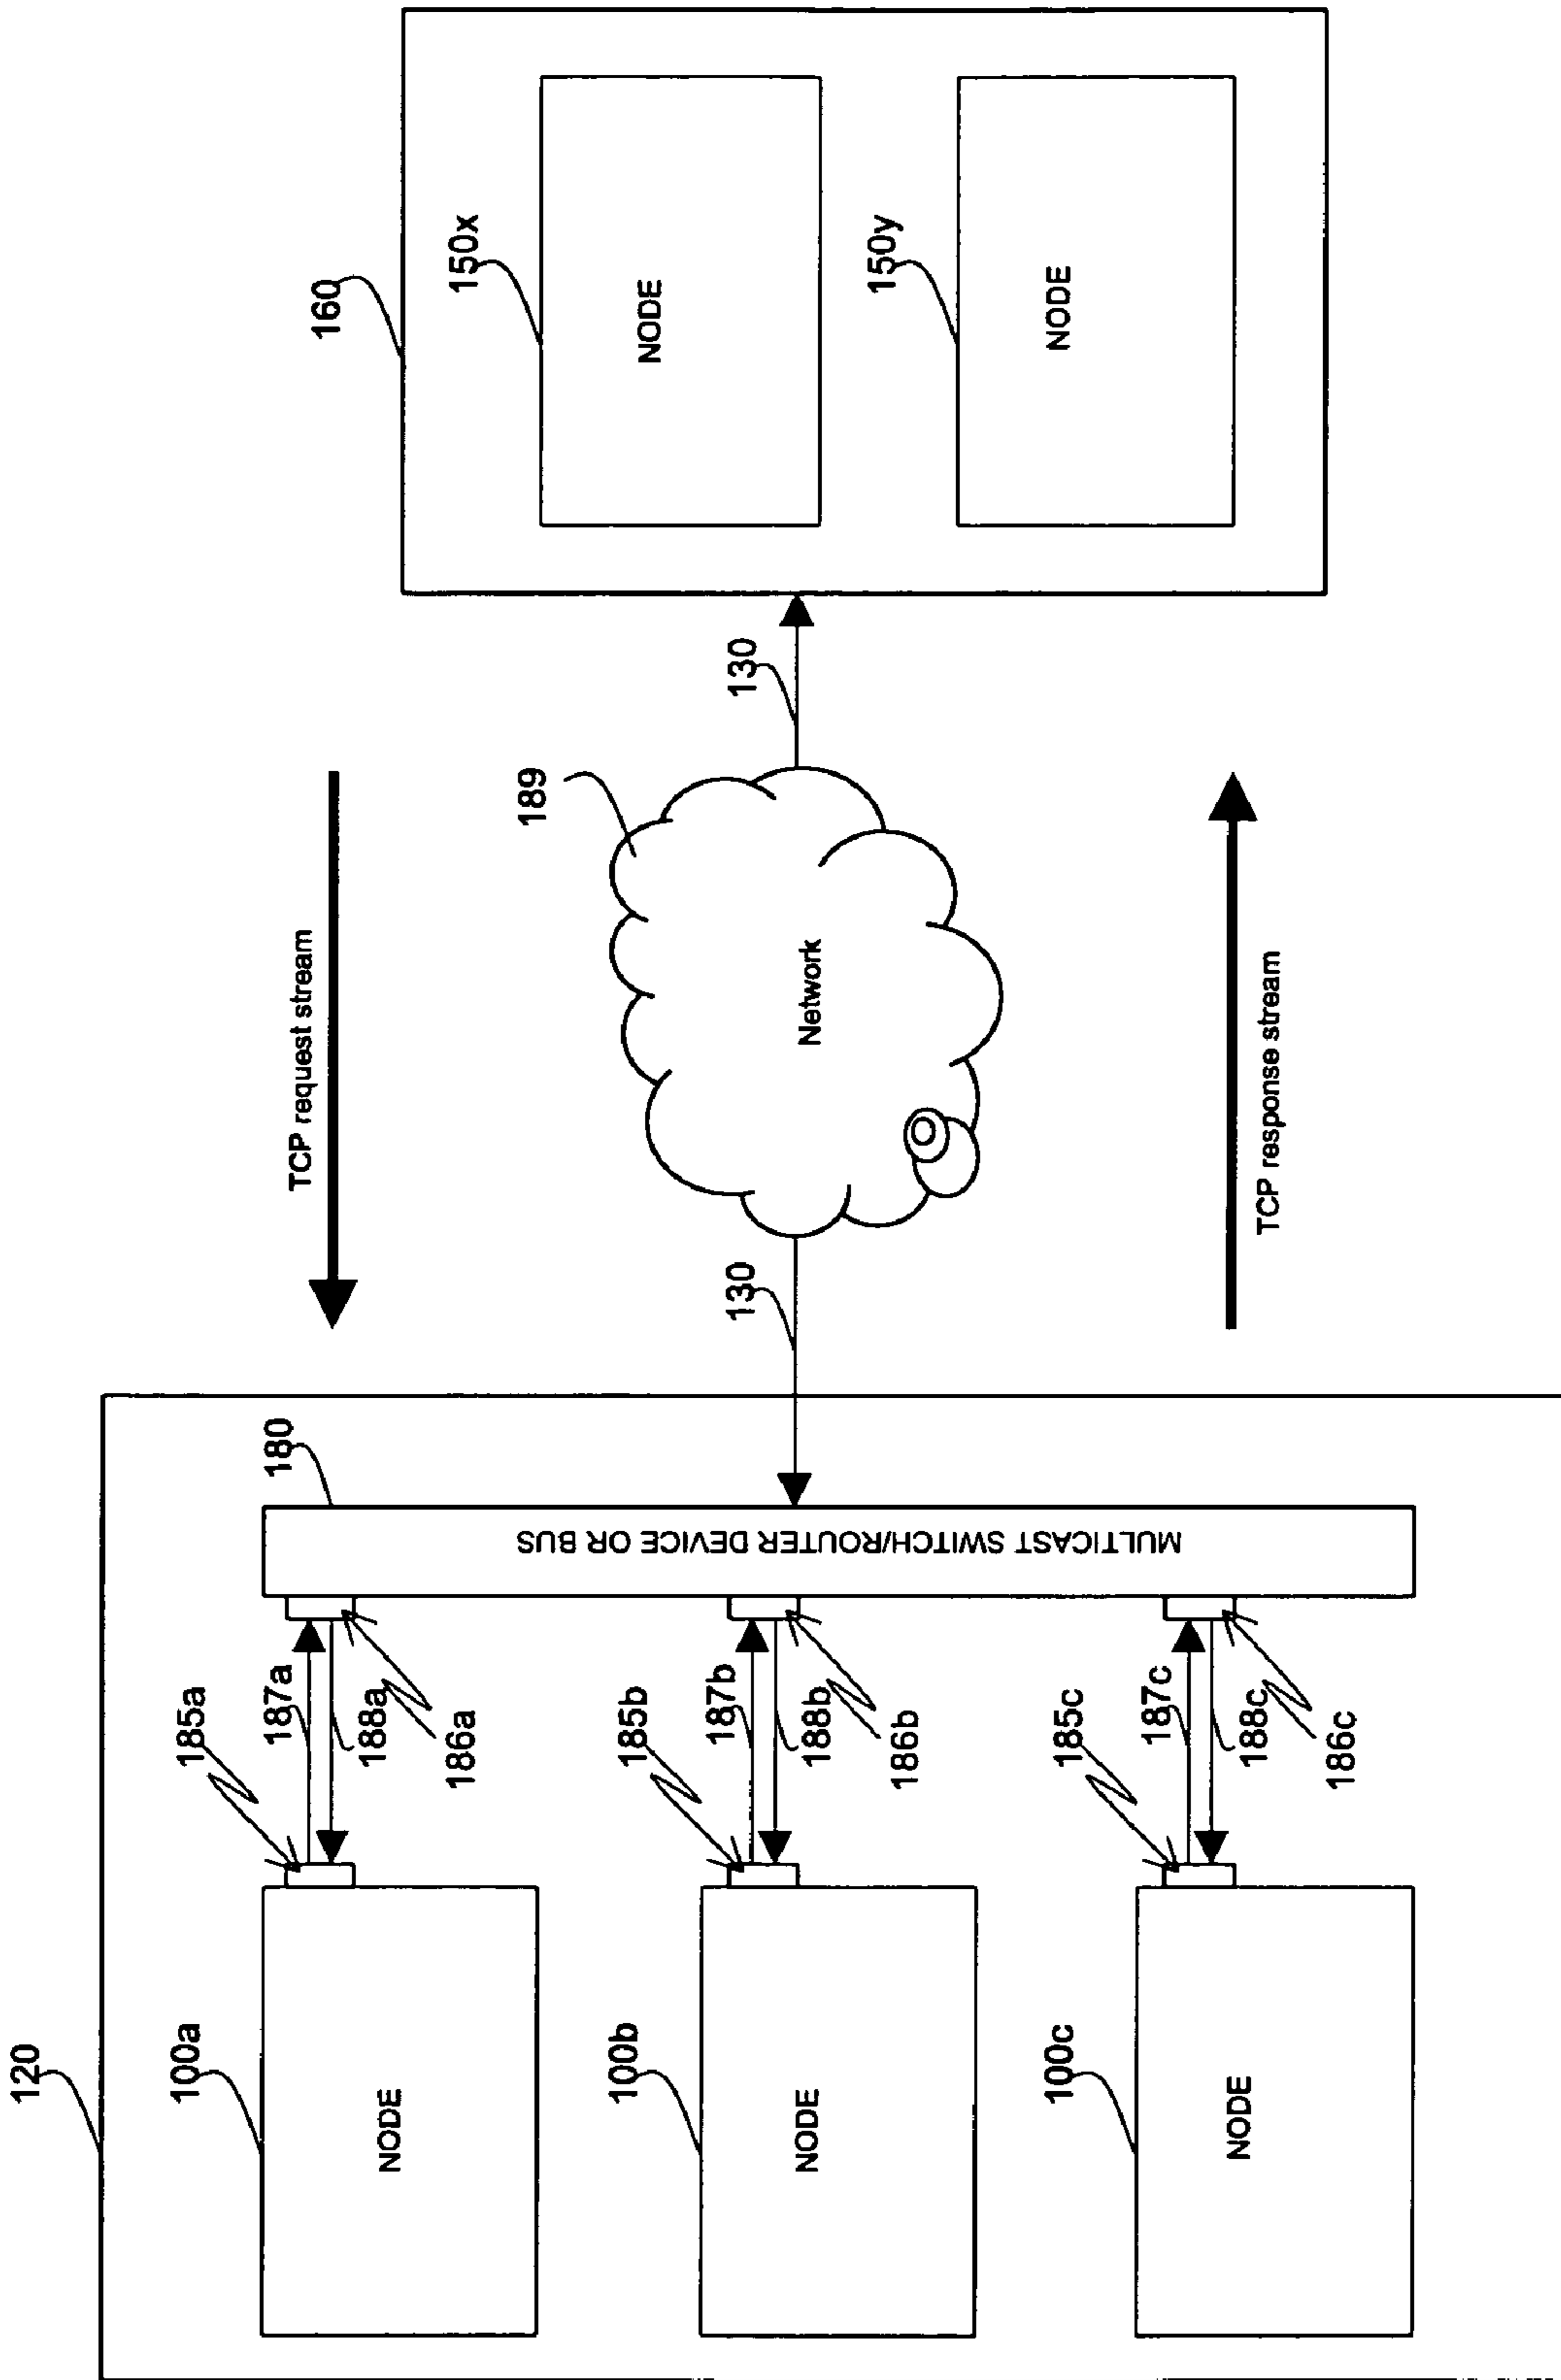 120
100a
NODE
185a
187a
188a
186a
180
100b
NODE
185b
187b
188b
186b
100c
NODE
185c
187c
188c
186c
MULTICAST SWITCH/ROUTER DEVICE OR BUS
TCP request stream
130
189
Network
130
TCP response stream
160
150x
NODE
150y
NODE